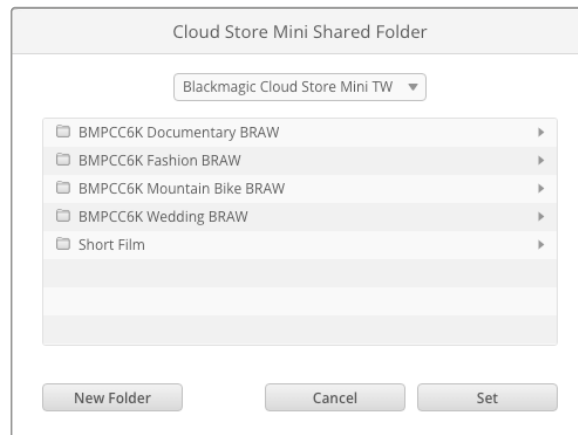 Cloud Store Mini Shared Folder
Blackmagic Cloud Store Mini TW
BMPCC6K Documentary BRAW
BMPCC6K Fashion BRAW
BMPCC6K Mountain Bike BRAW
BMPCC6K Wedding BRAW
Short Film
New Folder Cancel Set